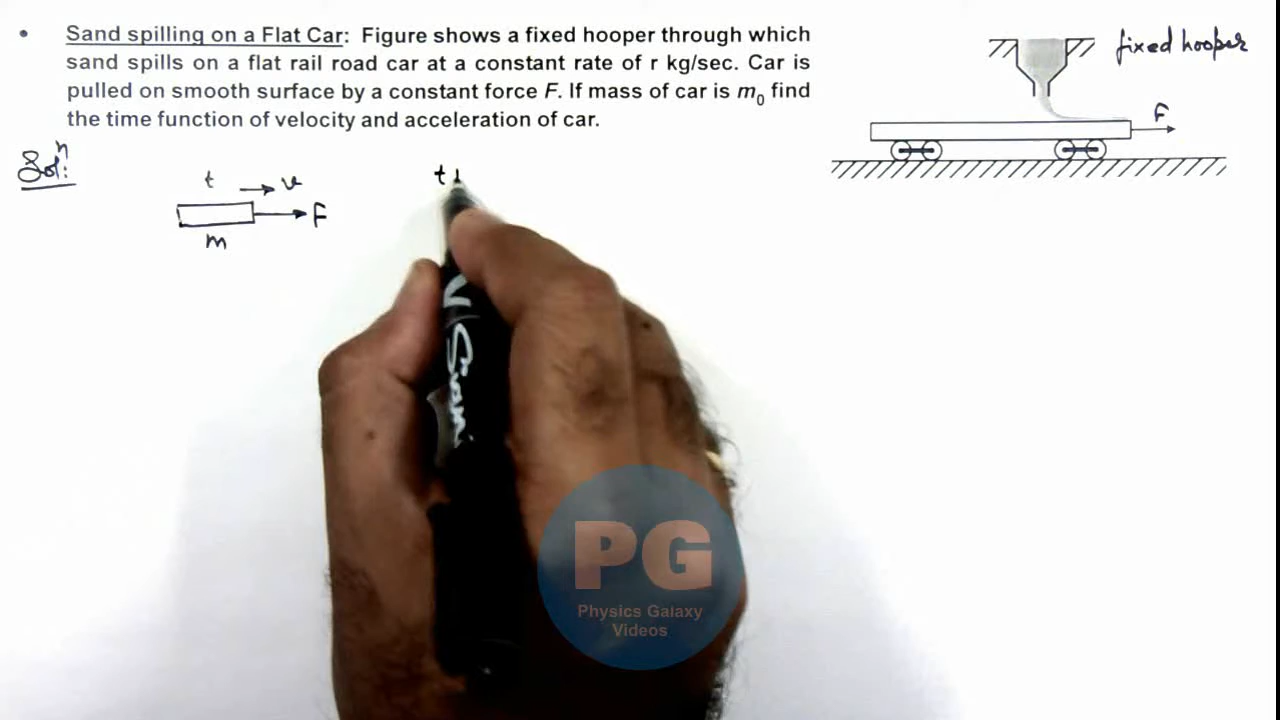 • Sand spilling on a Flat Car: Figure shows a fixed hooper through which
sand spills on a flat rail road car at a constant rate of r kg/sec. Car is
pulled on smooth surface by a constant force F. If mass of car is m₀ find
the time function of velocity and acceleration of car.
fixed hooper
F
Solⁿ:
t v
F
m
t
PG
Physics Galaxy
Videos